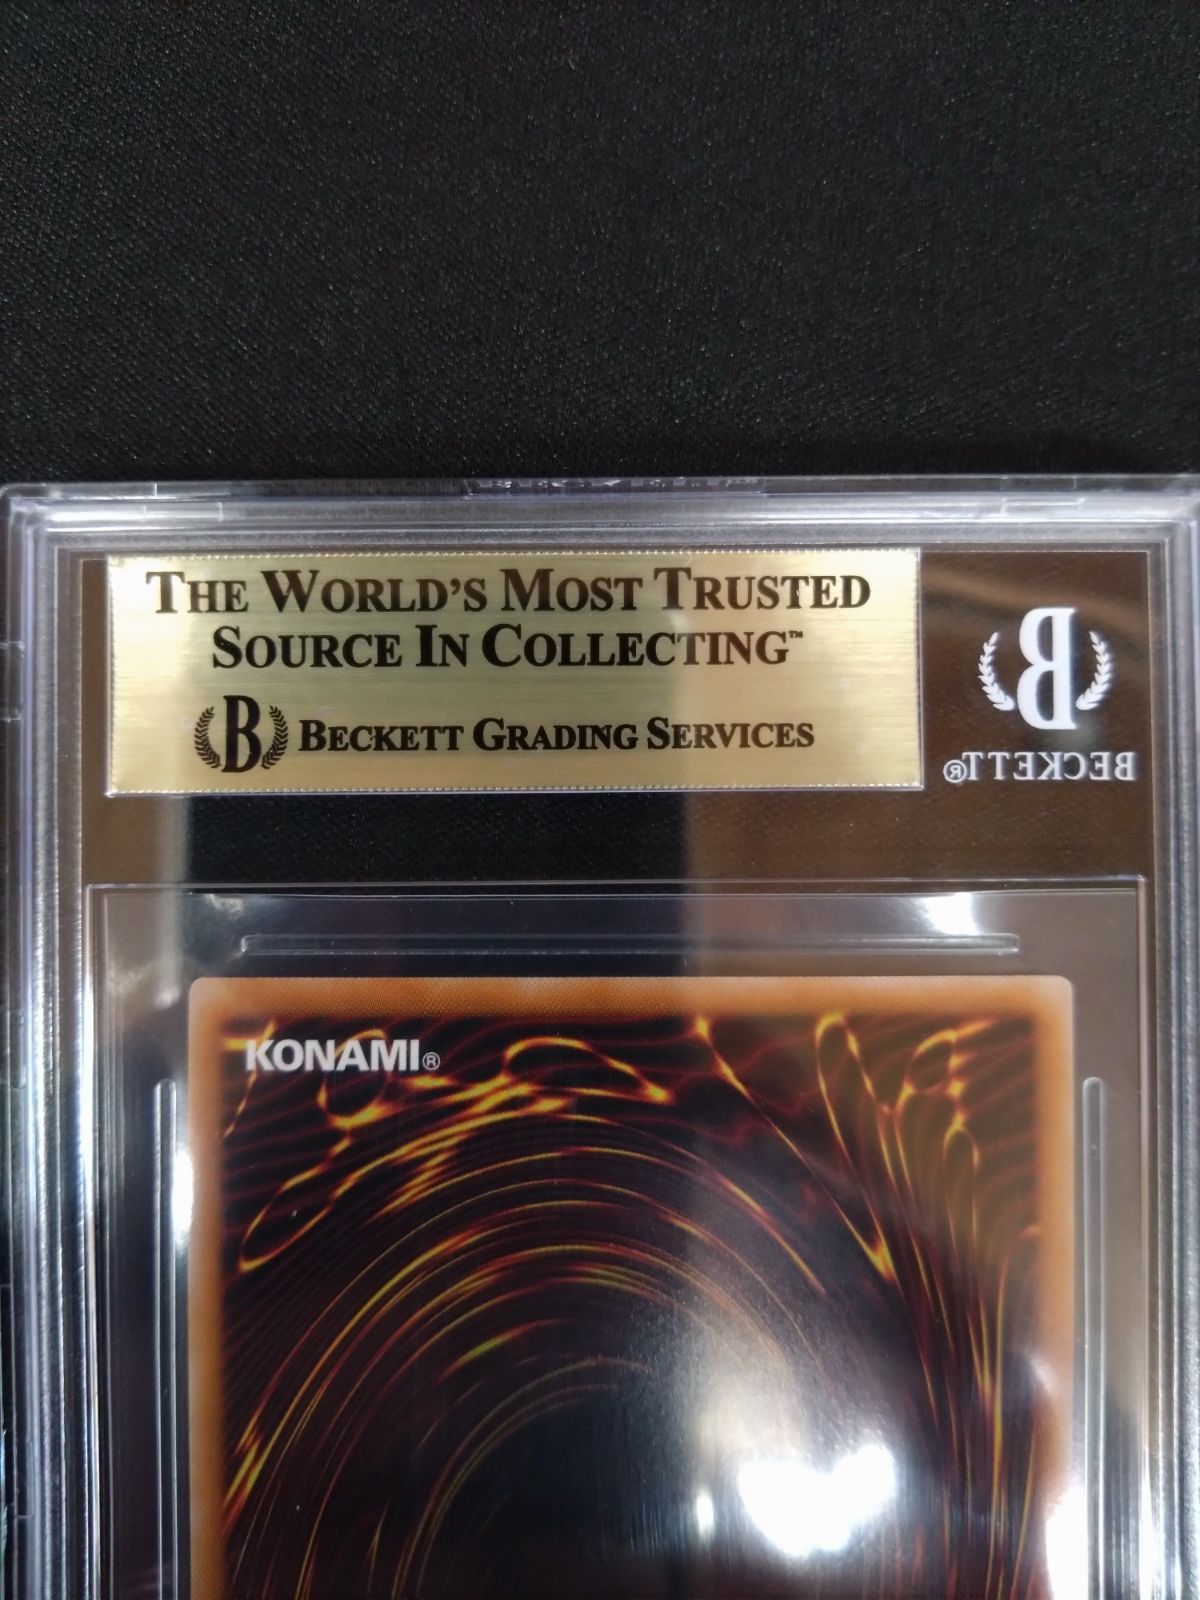 THE WORLD'S MOST TRUSTED
SOURCE IN COLLECTING™
B BECKETT GRADING SERVICES
B
BECKETT®
KONAMI®